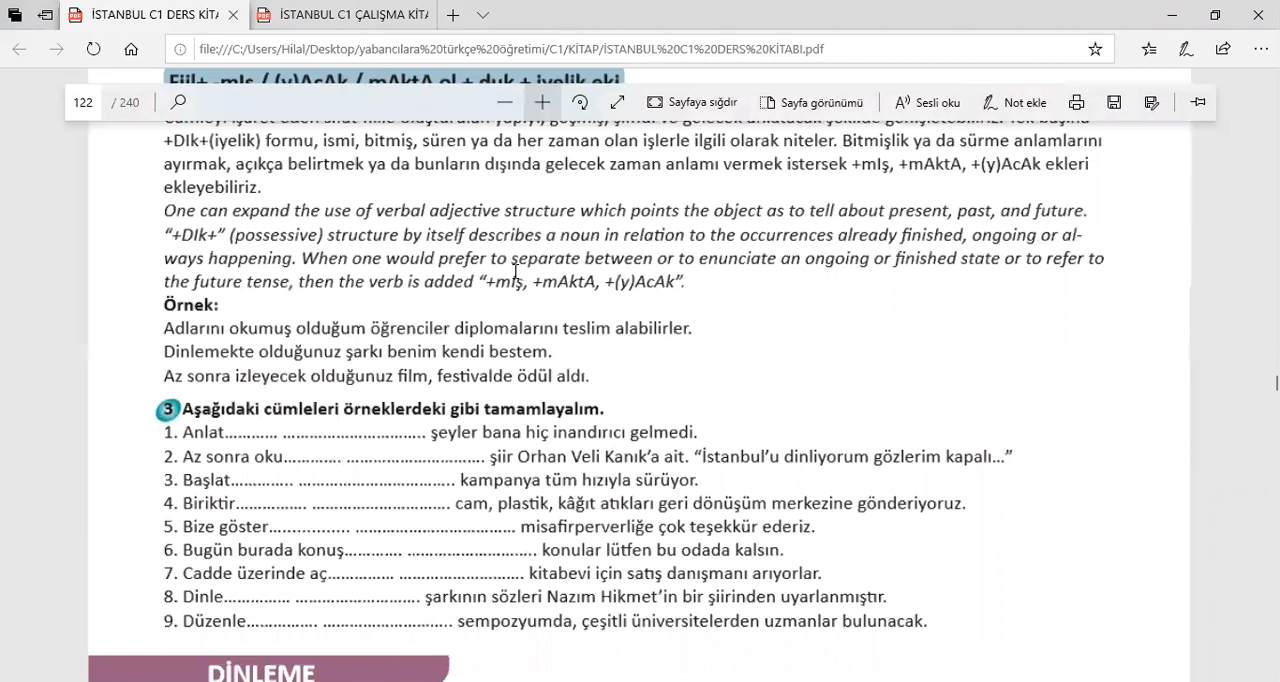 İSTANBUL C1 DERS KİTA
İSTANBUL C1 ÇALIŞMA KİTA
file:///C:/Users/Hilal/Desktop/yabancılara%20türkçe%20öğretimi/C1/KİTAP/İSTANBUL%20C1%20DERS%20KİTABI.pdf
Fiil+ -mIş / (y)AcAk / mAktA ol + duk + iyelik eki
122 / 240 Sayfaya sığdır Sayfa görünümü Sesli oku Not ekle
+DIk+(iyelik) formu, ismi, bitmiş, süren ya da her zaman olan işlerle ilgili olarak niteler. Bitmişlik ya da sürme anlamlarını
ayırmak, açıkça belirtmek ya da bunların dışında gelecek zaman anlamı vermek istersek +mIş, +mAktA, +(y)AcAk ekleri
ekleyebiliriz.
One can expand the use of verbal adjective structure which points the object as to tell about present, past, and future.
“+DIk+” (possessive) structure by itself describes a noun in relation to the occurrences already finished, ongoing or al-
ways happening. When one would prefer to separate between or to enunciate an ongoing or finished state or to refer to
the future tense, then the verb is added “+mIş, +mAktA, +(y)AcAk”.
Örnek:
Adlarını okumuş olduğum öğrenciler diplomalarını teslim alabilirler.
Dinlemekte olduğunuz şarkı benim kendi bestem.
Az sonra izleyecek olduğunuz film, festivalde ödül aldı.
3 Aşağıdaki cümleleri örneklerdeki gibi tamamlayalım.
1. Anlat………… ……………………….. şeyler bana hiç inandırıcı gelmedi.
2. Az sonra oku…………. ………………………. şiir Orhan Veli Kanık’a ait. “İstanbul’u dinliyorum gözlerim kapalı…”
3. Başlat………….. ……………………….. kampanya tüm hızıyla sürüyor.
4. Biriktir……………. ………………………. cam, plastik, kâğıt atıkları geri dönüşüm merkezine gönderiyoruz.
5. Bize göster.................. …………………………… misafirperverliğe çok teşekkür ederiz.
6. Bugün burada konuş…………. …………………….. konular lütfen bu odada kalsın.
7. Cadde üzerinde aç…………… ……………………. kitabevi için satış danışmanı arıyorlar.
8. Dinle…………… ……………………. şarkının sözleri Nazım Hikmet’in bir şiirinden uyarlanmıştır.
9. Düzenle……………. …………………….. sempozyumda, çeşitli üniversitelerden uzmanlar bulunacak.
DİNLEME